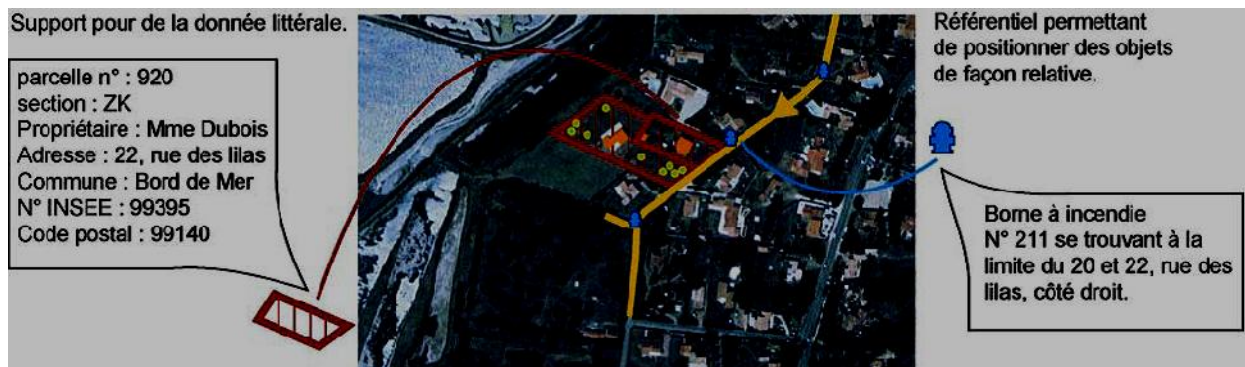 Support pour de la donnée littérale.
parcelle n° : 920
section : ZK
Propriétaire : Mme Dubois
Adresse : 22, rue des lilas
Commune : Bord de Mer
N° INSEE : 99395
Code postal : 99140
Référentiel permettant
de positionner des objets
de façon relative.
Borne à incendie
N° 211 se trouvant à la
limite du 20 et 22, rue des
lilas, côté droit.